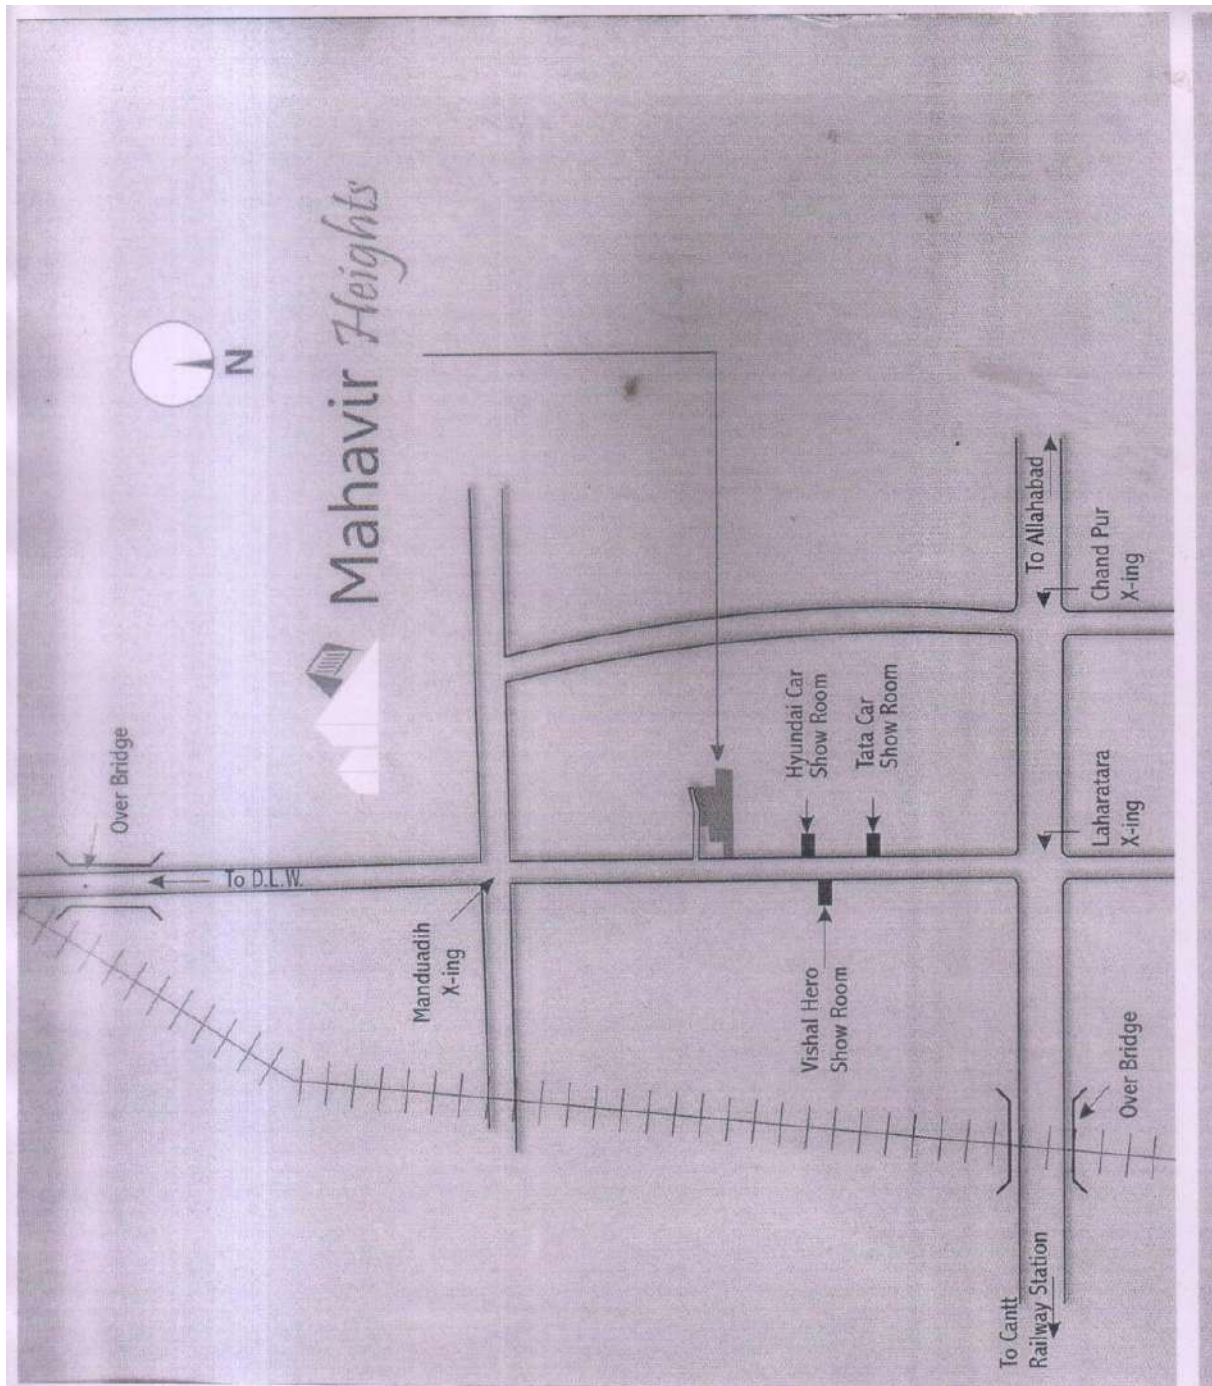 Over Bridge
To D.L.W.
N
Mahavir Heights
Manduadih
X-ing
Hyundai Car
Show Room
Tata Car
Show Room
Vishal Hero
Show Room
To Allahabad
Chand Pur
X-ing
Laharatara
X-ing
Over Bridge
To Cantt
Railway Station